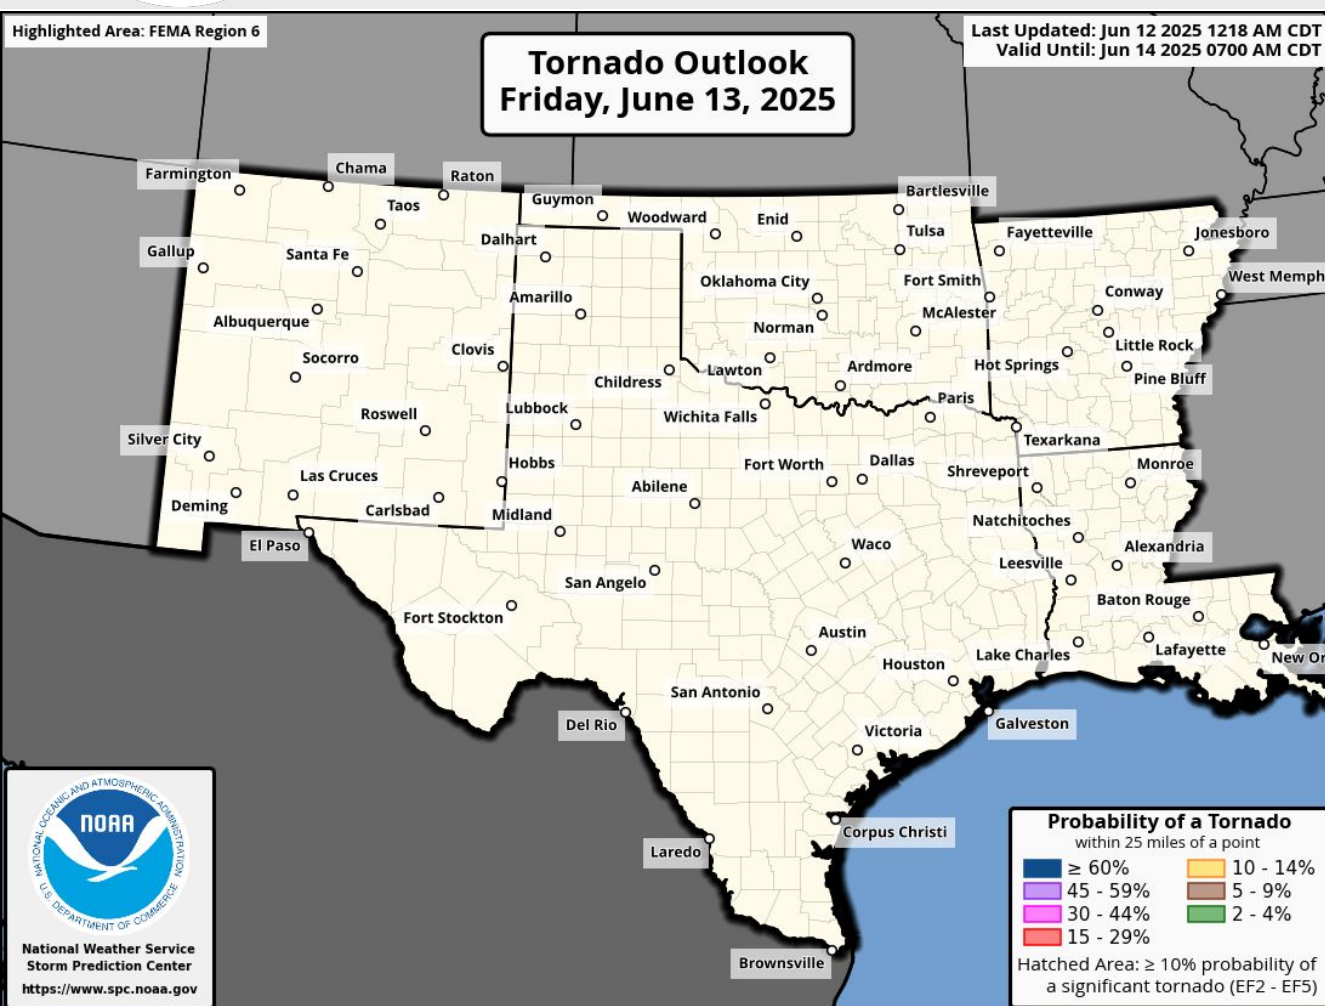 Highlighted Area: FEMA Region 6
Last Updated: Jun 12 2025 1218 AM CDT
Valid Until: Jun 14 2025 0700 AM CDT
Tornado Outlook
Friday, June 13, 2025
Farmington
Chama
Raton
Taos
Guymon
Woodward
Enid
Bartlesville
Tulsa
Fayetteville
Jonesboro
Gallup
Santa Fe
Dalhart
Amarillo
Oklahoma City
Fort Smith
West Memph
Conway
Albuquerque
Norman
McAlester
Little Rock
Socorro
Clovis
Childress
Lawton
Ardmore
Hot Springs
Pine Bluff
Roswell
Lubbock
Wichita Falls
Paris
Texarkana
Silver City
Las Cruces
Hobbs
Fort Worth
Dallas
Shreveport
Monroe
Deming
Carlsbad
Midland
Abilene
Natchitoches
El Paso
Waco
Alexandria
San Angelo
Leesville
Fort Stockton
Baton Rouge
Austin
Houston
Lake Charles
Lafayette
New Or
San Antonio
Del Rio
Galveston
Victoria
Corpus Christi
Laredo
Brownsville
NATIONAL OCEANIC AND ATMOSPHERIC ADMINISTRATION
NOAA
U.S. DEPARTMENT OF COMMERCE
National Weather Service
Storm Prediction Center
https://www.spc.noaa.gov
Probability of a Tornado
within 25 miles of a point
≥ 60%
10 - 14%
45 - 59%
5 - 9%
30 - 44%
2 - 4%
15 - 29%
Hatched Area: ≥ 10% probability of
a significant tornado (EF2 - EF5)